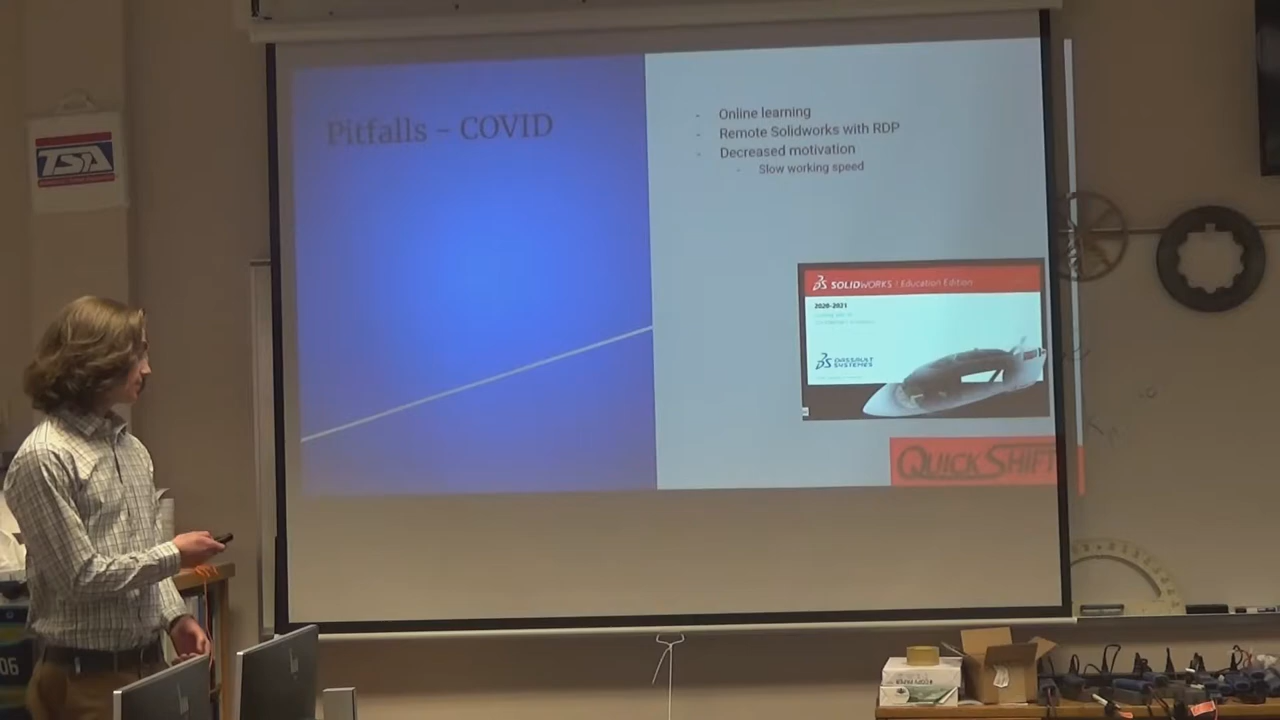 TSA
Pitfalls – COVID
- Online learning
- Remote Solidworks with RDP
- Decreased motivation
- Slow working speed
SOLIDWORKS | Education Edition
2020-2021
DASSAULT
SYSTEMES
QUICKSHIFT
06